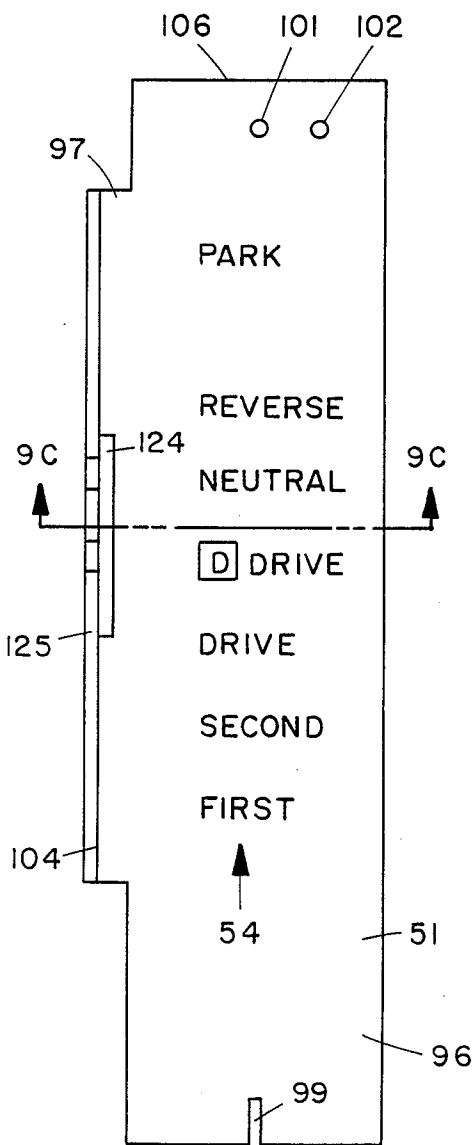 106 101 102
97
PARK
REVERSE
124
9C 9C
NEUTRAL
D DRIVE
125
DRIVE
SECOND
FIRST
104
54 51
96
99